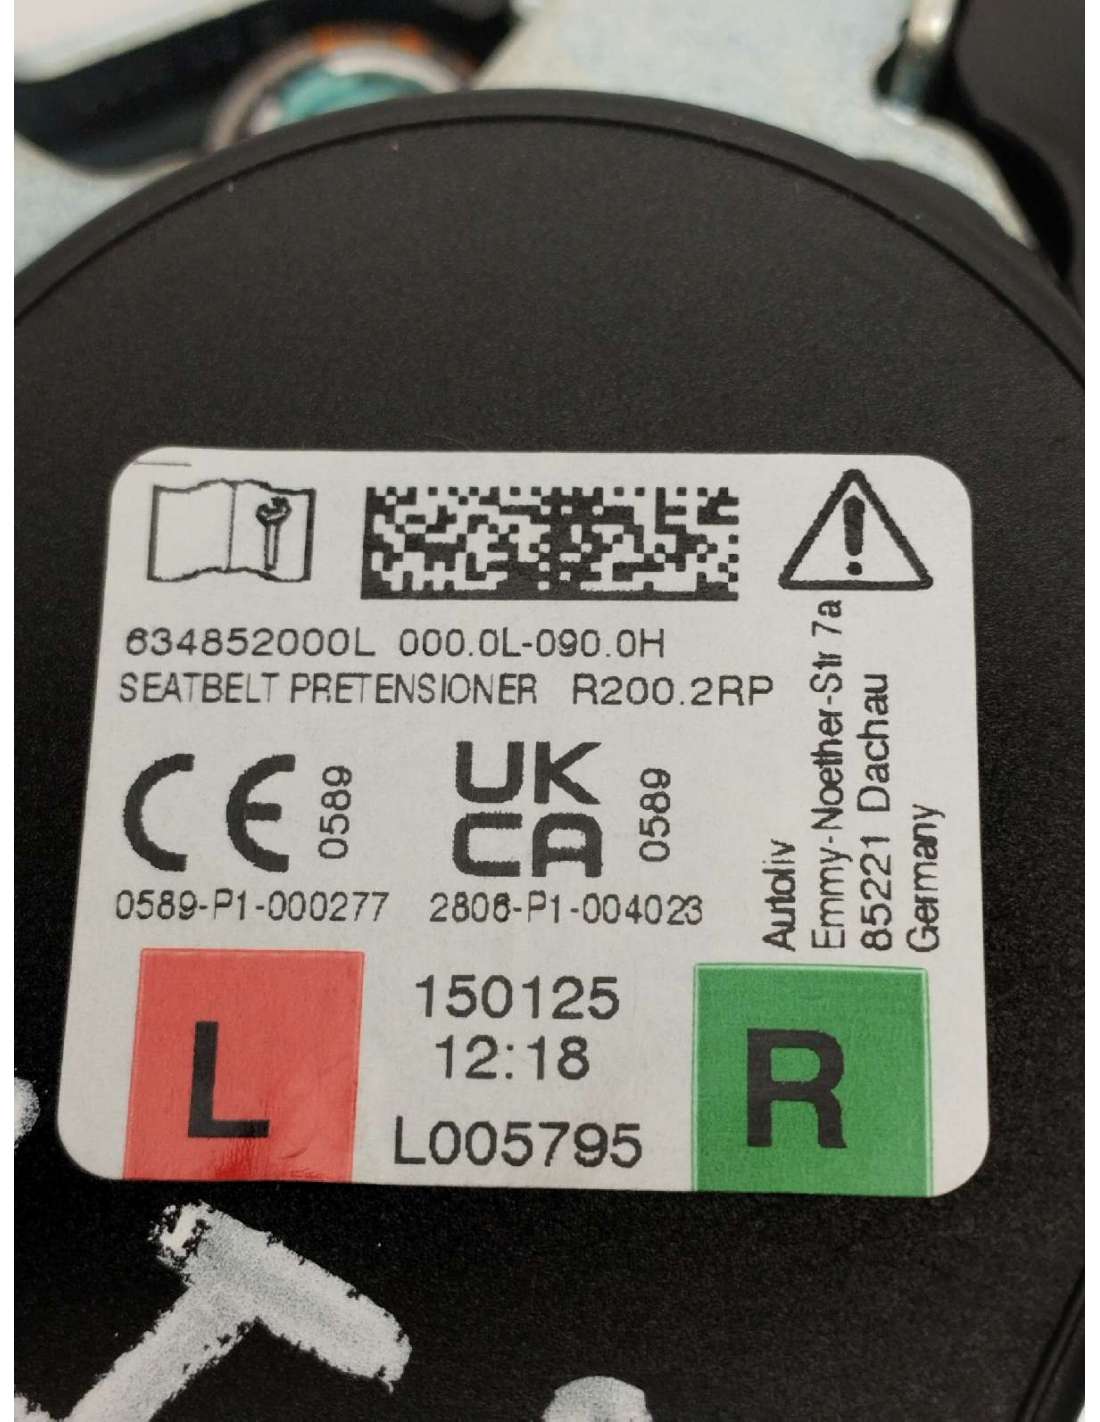 634852000L 000.0L-090.0H
SEATBELT PRETENSIONER R200.2RP
CE 0589
UK
CA 0589
0589-P1-000277 2806-P1-004023
Autoliv
Emmy-Noether-Str 7a
85221 Dachau
Germany
L
150125
12:18
L005795
R